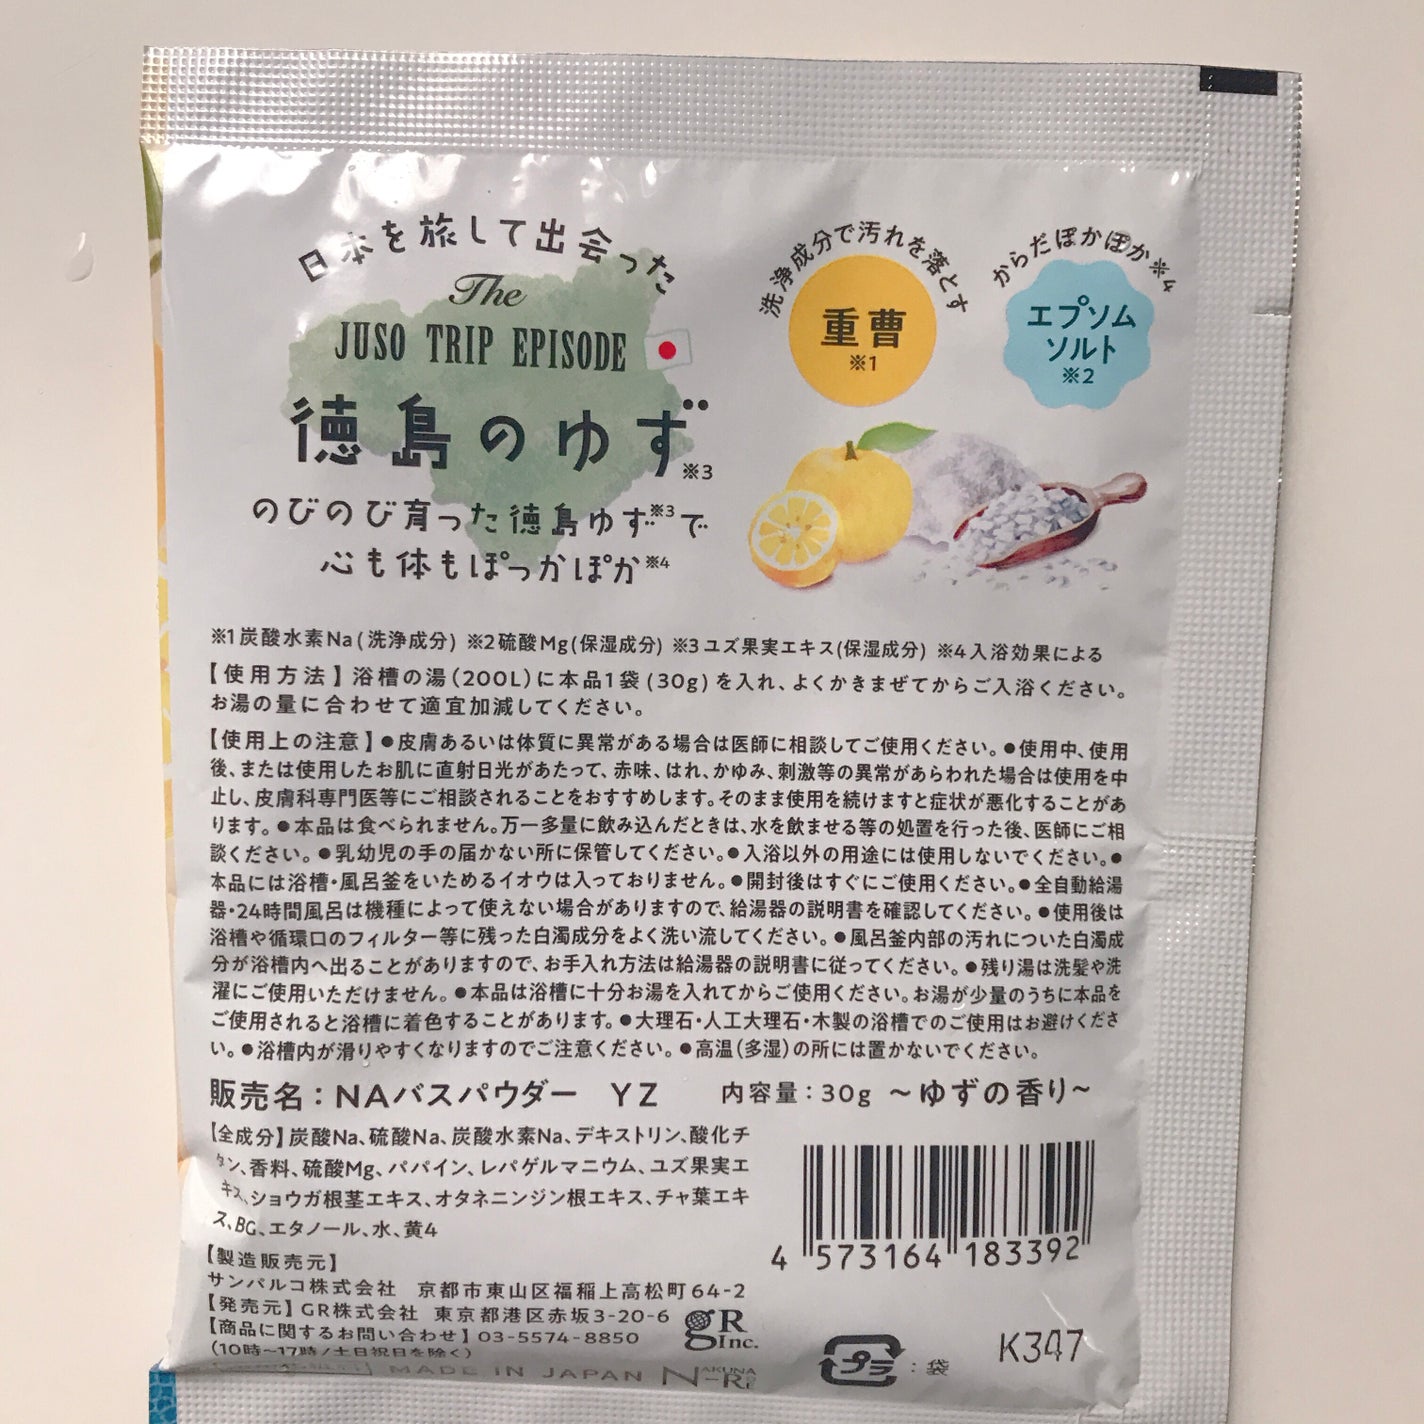 日本を旅して出会った
The
JUSO TRIP EPISODE
徳島のゆず※3
のびのび育った徳島ゆず※3で
心も体もぽっかぽか※4
洗浄成分で汚れを落とす
重曹
※1
からだぽかぽか※4
エプソム
ソルト
※2
※1炭酸水素Na(洗浄成分) ※2硫酸Mg(保湿成分) ※3ユズ果実エキス(保湿成分) ※4入浴効果による
【使用方法】浴槽の湯(200L)に本品1袋(30g)を入れ、よくかきまぜてからご入浴ください。
お湯の量に合わせて適宜加減してください。
【使用上の注意】●皮膚あるいは体質に異常がある場合は医師に相談してご使用ください。●使用中、使用
後、または使用したお肌に直射日光があたって、赤味、はれ、かゆみ、刺激等の異常があらわれた場合は使用を中
止し、皮膚科専門医等にご相談されることをおすすめします。そのまま使用を続けますと症状が悪化することがあ
ります。●本品は食べられません。万一多量に飲み込んだときは、水を飲ませる等の処置を行った後、医師にご相
談ください。●乳幼児の手の届かない所に保管してください。●入浴以外の用途には使用しないでください。●
本品には浴槽・風呂釜をいためるイオウは入っておりません。●開封後はすぐにご使用ください。●全自動給湯
器・24時間風呂は機種によって使えない場合がありますので、給湯器の説明書を確認してください。●使用後は
浴槽や循環口のフィルター等に残った白濁成分をよく洗い流してください。●風呂釜内部の汚れについた白濁成
分が浴槽内へ出ることがありますので、お手入れ方法は給湯器の説明書に従ってください。●残り湯は洗髪や洗
濯にご使用いただけません。●本品は浴槽に十分お湯を入れてからご使用ください。お湯が少量のうちに本品を
ご使用されると浴槽に着色することがあります。●大理石・人工大理石・木製の浴槽でのご使用はお避けくださ
い。●浴槽内が滑りやすくなりますのでご注意ください。●高温(多湿)の所には置かないでください。
販売名：NAバスパウダー YZ 内容量：30g ～ゆずの香り～
【全成分】炭酸Na、硫酸Na、炭酸水素Na、デキストリン、酸化チ
タン、香料、硫酸Mg、パパイン、レパゲルマニウム、ユズ果実エ
キス、ショウガ根茎エキス、オタネニンジン根エキス、チャ葉エキ
ス、BG、エタノール、水、黄4
4 573164 183392
【製造販売元】
サンパルコ株式会社 京都市東山区福稲上高松町64-2
【発売元】GR株式会社 東京都港区赤坂3-20-6
【商品に関するお問い合わせ】03-5574-8850
(10時〜17時/土日祝日を除く)
gR
Inc.
MADE IN JAPAN
プラ：袋
K347